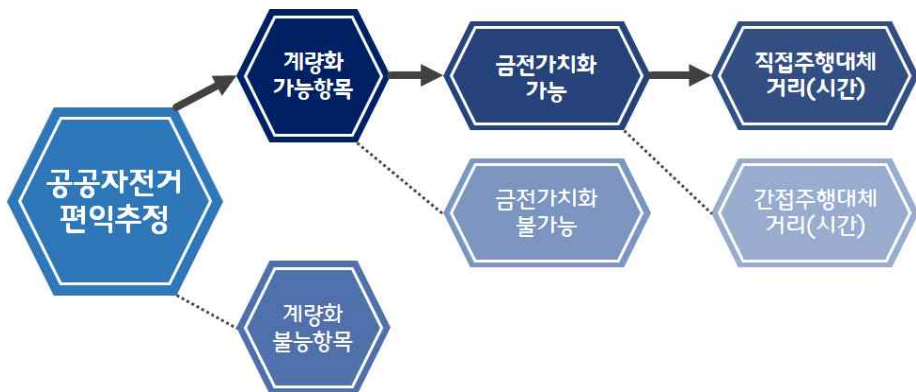 공공자전거
편익추정
계량화
가능항목
금전가치화
가능
직접주행대체
거리(시간)
금전가치화
불가능
간접주행대체
거리(시간)
계량화
불능항목